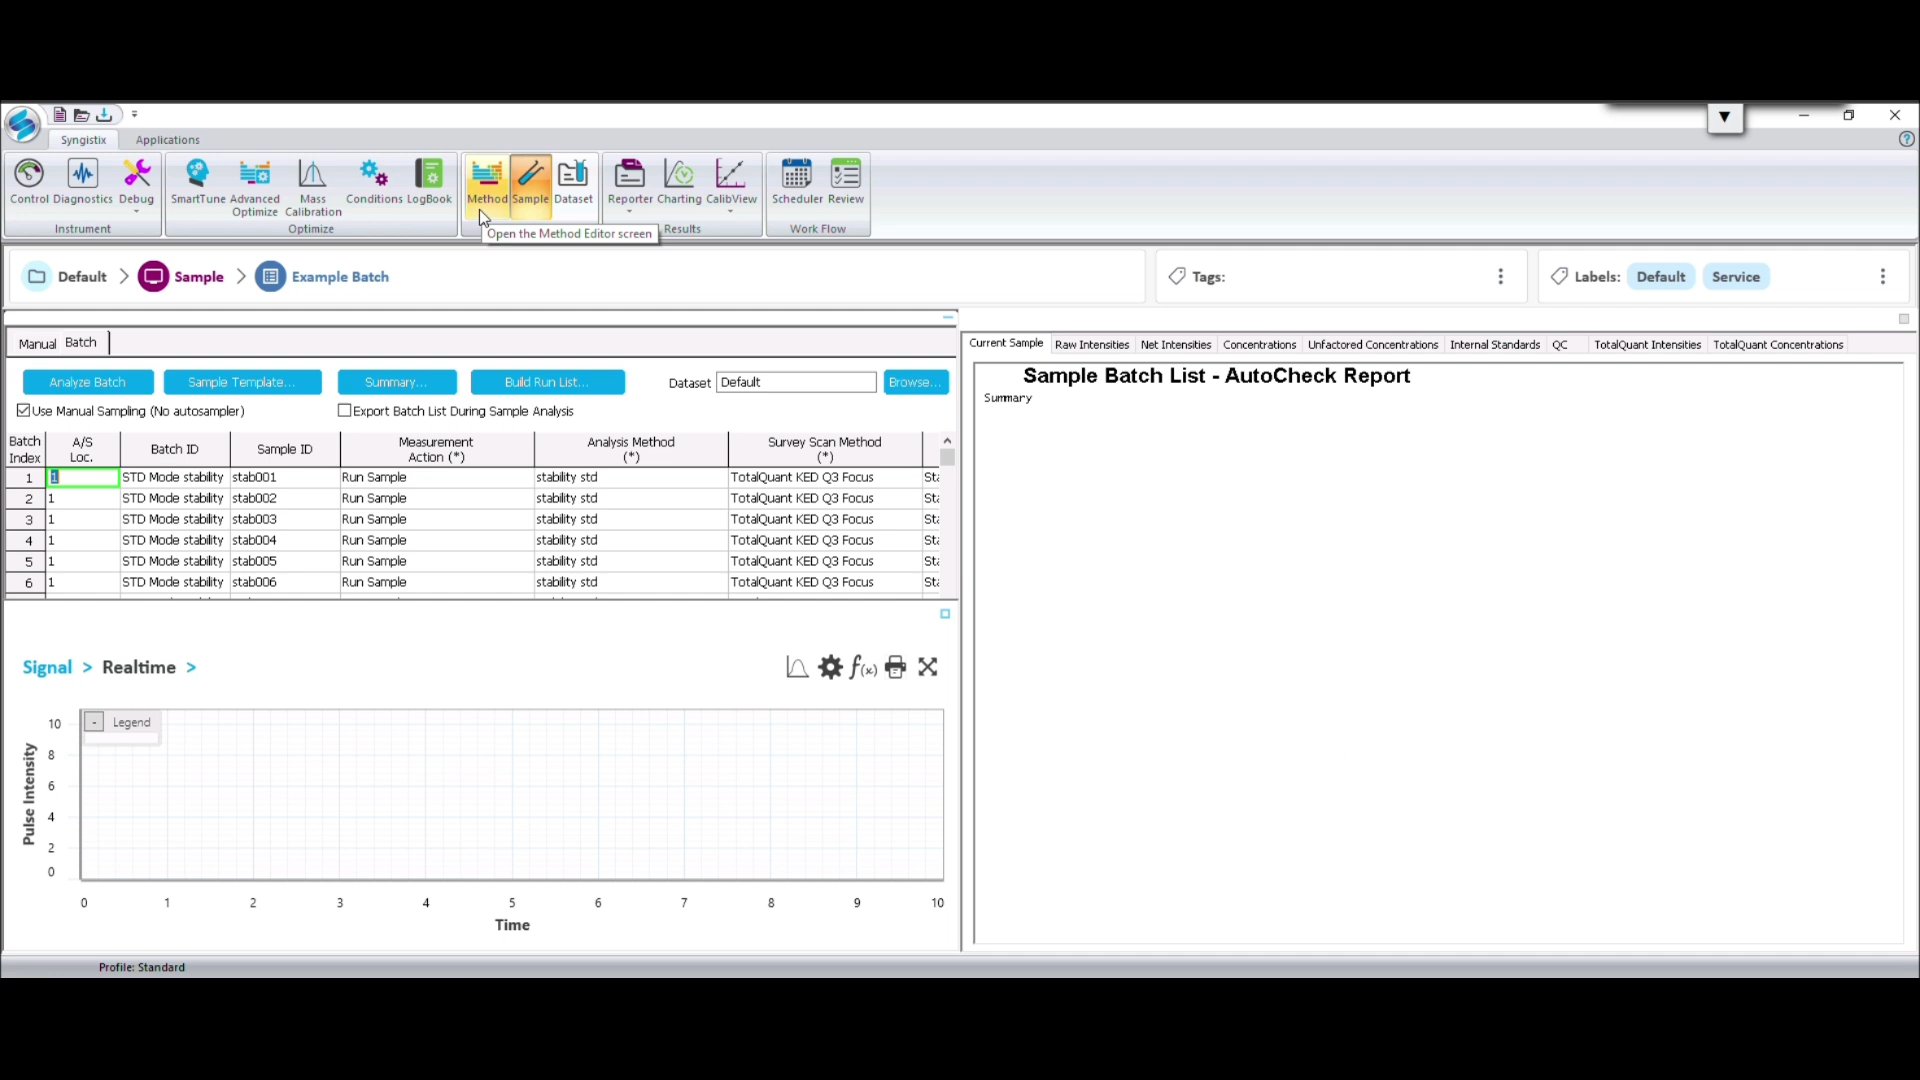 Syngistix Applications
Control Diagnostics Debug SmartTune Advanced Optimize Mass Calibration Conditions LogBook Method Sample Dataset Reporter Charting CalibView Scheduler Review
Instrument Optimize Results Work Flow
Open the Method Editor screen
Default > Sample > Example Batch Tags: Labels: Default Service
Manual Batch
Analyze Batch Sample Template... Summary... Build Run List... Dataset Default Browse...
Use Manual Sampling (No autosampler) Export Batch List During Sample Analysis
Batch Index A/S Loc. Batch ID Sample ID Measurement Action (*) Analysis Method (*) Survey Scan Method (*)
1 1 STD Mode stability stab001 Run Sample stability std TotalQuant KED Q3 Focus Sta
2 1 STD Mode stability stab002 Run Sample stability std TotalQuant KED Q3 Focus Sta
3 1 STD Mode stability stab003 Run Sample stability std TotalQuant KED Q3 Focus Sta
4 1 STD Mode stability stab004 Run Sample stability std TotalQuant KED Q3 Focus Sta
5 1 STD Mode stability stab005 Run Sample stability std TotalQuant KED Q3 Focus Sta
6 1 STD Mode stability stab006 Run Sample stability std TotalQuant KED Q3 Focus Sta
Current Sample Raw Intensities Net Intensities Concentrations Unfactored Concentrations Internal Standards QC TotalQuant Intensities TotalQuant Concentrations
Sample Batch List - AutoCheck Report
Summary
Signal > Realtime > f(x)
- Legend
Pulse Intensity
10
8
6
4
2
0
0 1 2 3 4 5 6 7 8 9 10
Time
Profile: Standard